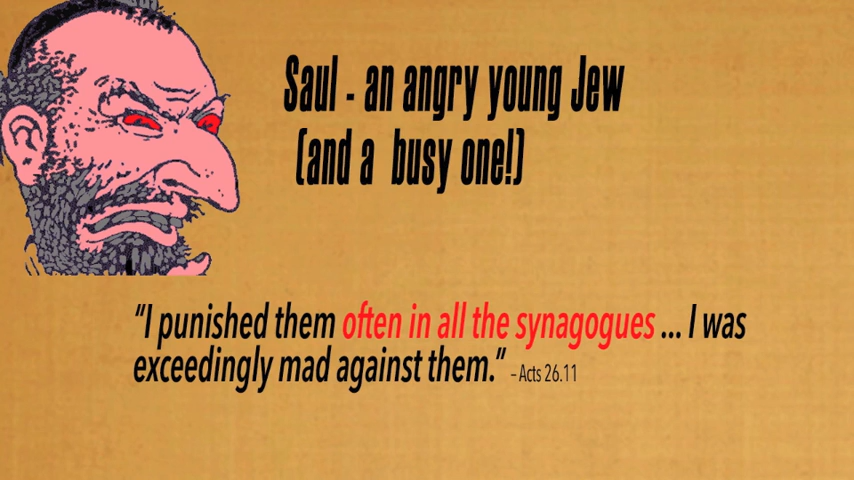 Saul - an angry young Jew
(and a busy one!)
“I punished them often in all the synagogues ... I was
exceedingly mad against them.” – Acts 26.11